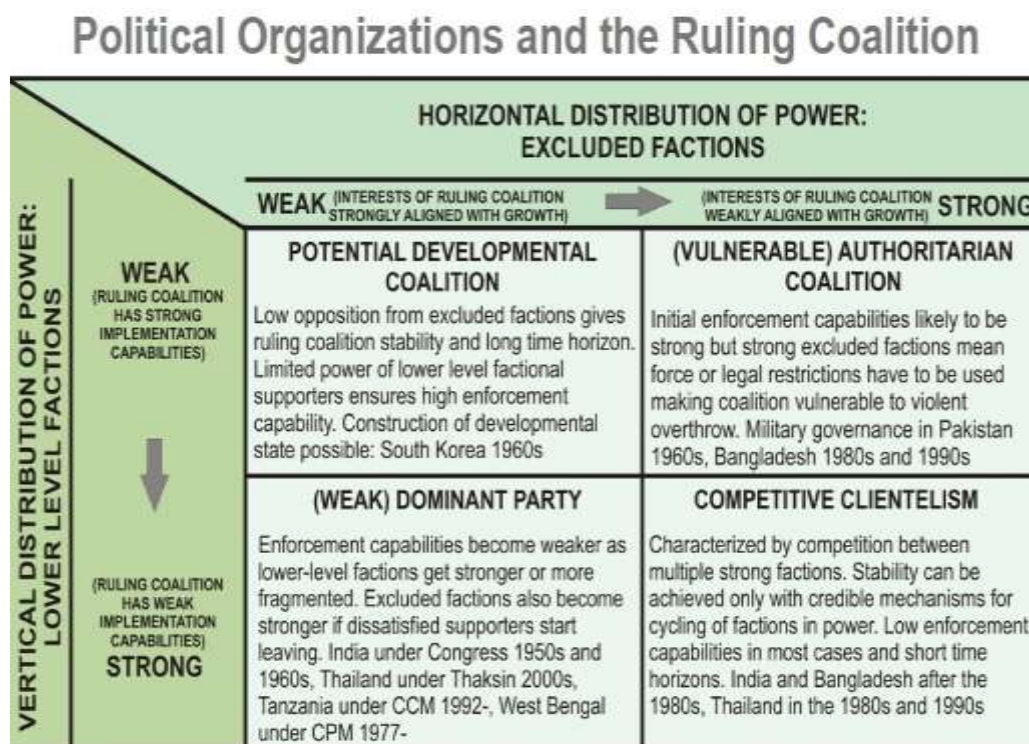 Political Organizations and the Ruling Coalition
HORIZONTAL DISTRIBUTION OF POWER:
EXCLUDED FACTIONS
WEAK (INTERESTS OF RULING COALITION
STRONGLY ALIGNED WITH GROWTH)
(INTERESTS OF RULING COALITION
WEAKLY ALIGNED WITH GROWTH) STRONG
VERTICAL DISTRIBUTION OF POWER:
LOWER LEVEL FACTIONS
WEAK
(RULING COALITION
HAS STRONG
IMPLEMENTATION
CAPABILITIES)
POTENTIAL DEVELOPMENTAL
COALITION
Low opposition from excluded factions gives
ruling coalition stability and long time horizon.
Limited power of lower level factional
supporters ensures high enforcement
capability. Construction of developmental
state possible: South Korea 1960s
(VULNERABLE) AUTHORITARIAN
COALITION
Initial enforcement capabilities likely to be
strong but strong excluded factions mean
force or legal restrictions have to be used
making coalition vulnerable to violent
overthrow. Military governance in Pakistan
1960s, Bangladesh 1980s and 1990s
(RULING COALITION
HAS WEAK
IMPLEMENTATION
CAPABILITIES)
STRONG
(WEAK) DOMINANT PARTY
Enforcement capabilities become weaker as
lower-level factions get stronger or more
fragmented. Excluded factions also become
stronger if dissatisfied supporters start
leaving. India under Congress 1950s and
1960s, Thailand under Thaksin 2000s,
Tanzania under CCM 1992-, West Bengal
under CPM 1977-
COMPETITIVE CLIENTELISM
Characterized by competition between
multiple strong factions. Stability can be
achieved only with credible mechanisms for
cycling of factions in power. Low enforcement
capabilities in most cases and short time
horizons. India and Bangladesh after the
1980s, Thailand in the 1980s and 1990s